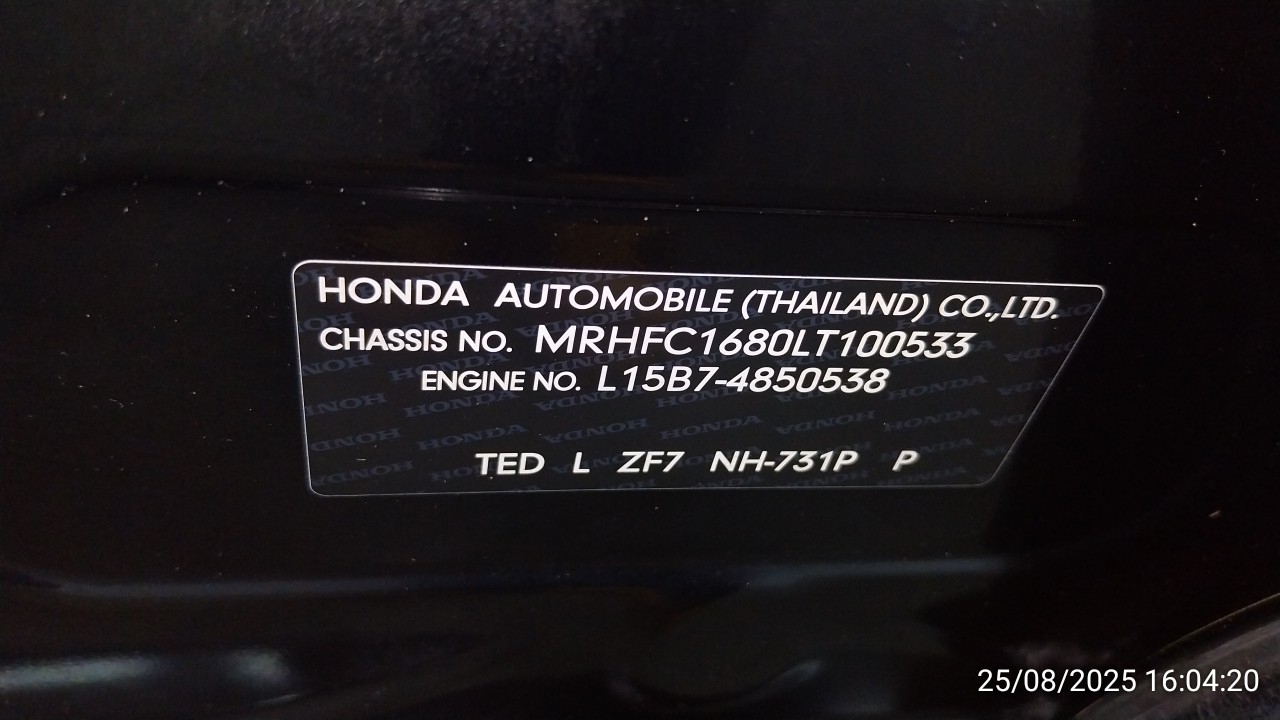 HONDA AUTOMOBILE (THAILAND) CO.,LTD.
CHASSIS NO. MRHFC1680LT100533
ENGINE NO. L15B7-4850538
TED L ZF7 NH-731P P
25/08/2025 16:04:20